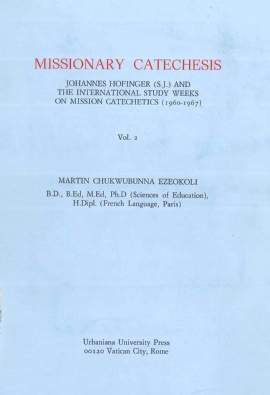 MISSIONARY CATECHESIS
JOHANNES HOFINGER (S.J.) AND
THE INTERNATIONAL STUDY WEEKS
ON MISSION CATECHETICS (1960-1967)
Vol. 2
MARTIN CHUKWUBUNNA EZEOKOLI
B.D., B.Ed, M.Ed, Ph.D (Sciences of Education),
H.Dipl. (French Language, Paris)
Urbaniana University Press
00120 Vatican City, Rome